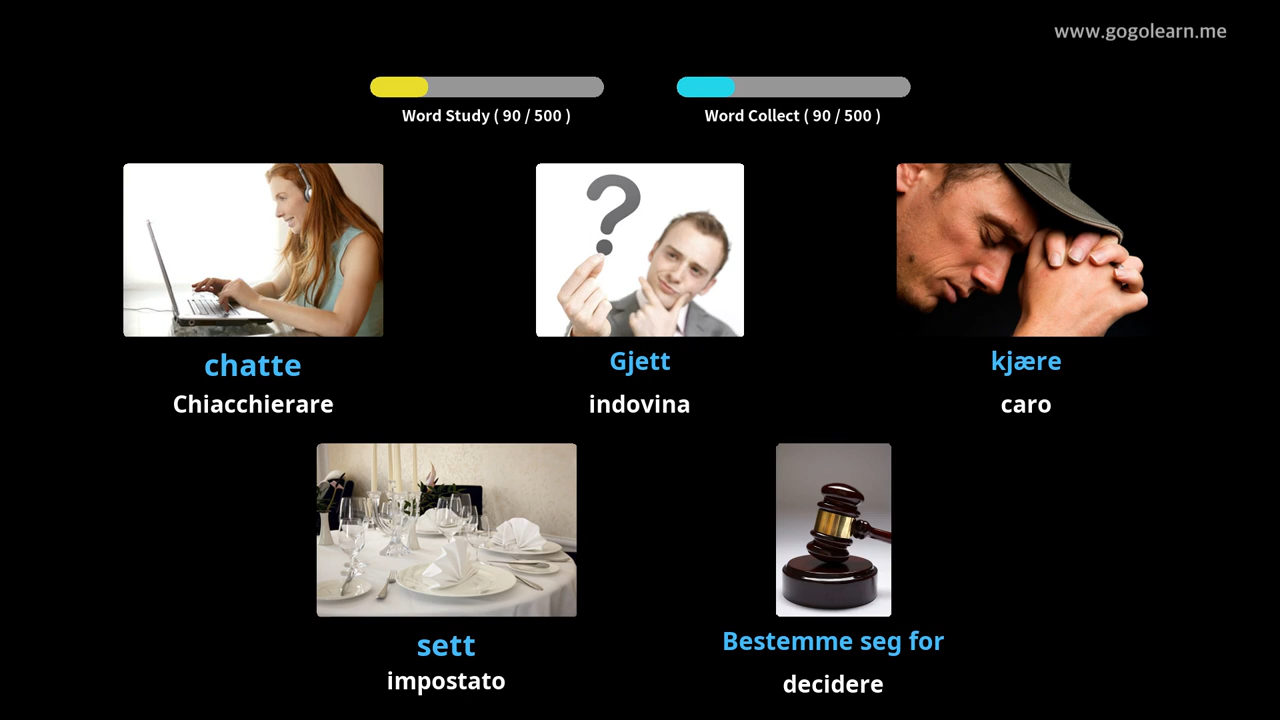 www.gogolearn.me
Word Study ( 90 / 500 )
Word Collect ( 90 / 500 )
chatte
Chiacchierare
Gjett
indovina
kjære
caro
sett
impostato
Bestemme seg for
decidere